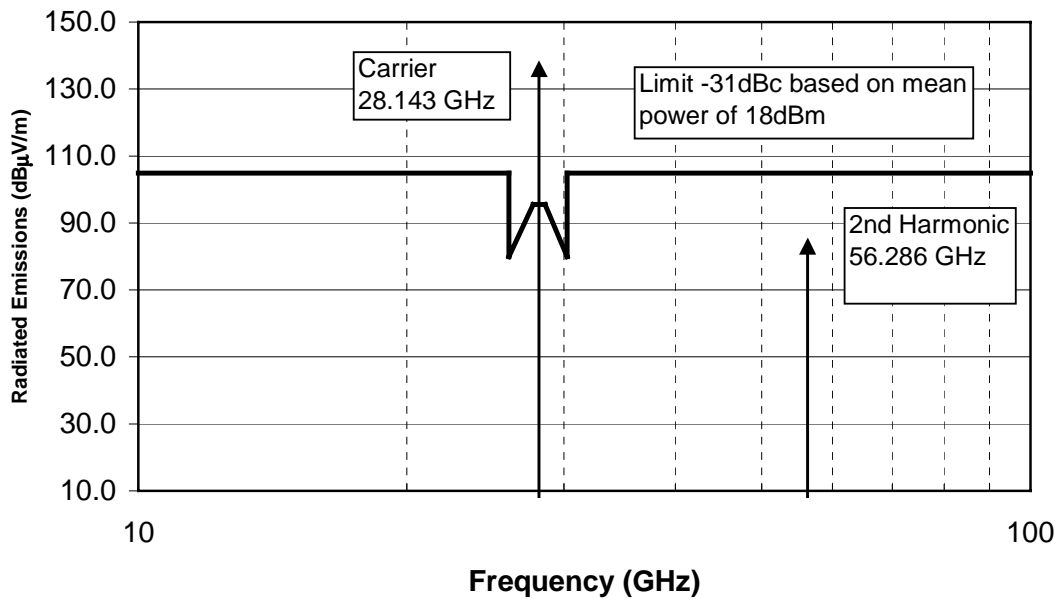 150.0
130.0
110.0
90.0
70.0
50.0
30.0
10.0
Radiated Emissions (dBµV/m)
Carrier
28.143 GHz
Limit -31dBc based on mean
power of 18dBm
2nd Harmonic
56.286 GHz
10
100
Frequency (GHz)